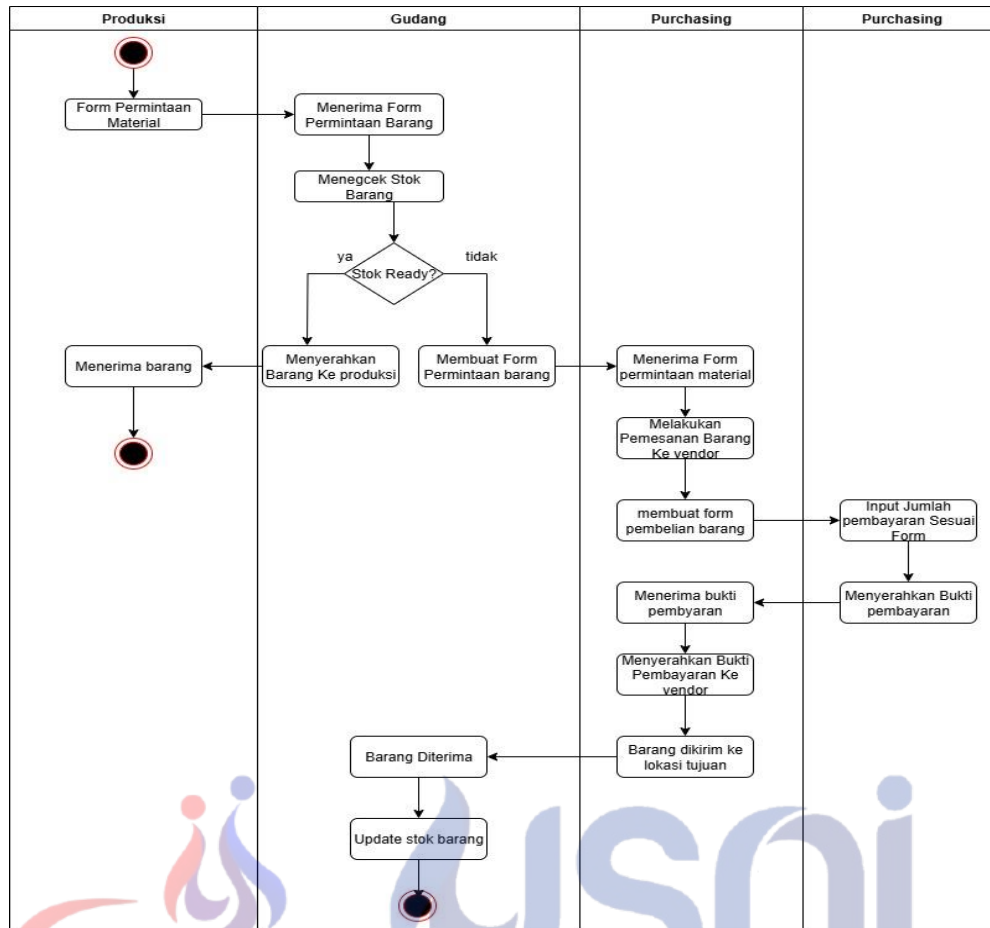 Produksi
Gudang
Purchasing
Purchasing
Form Permintaan
Material
Menerima Form
Permintaan Barang
Menegcek Stok
Barang
ya
tidak
Stok Ready?
Menerima barang
Menyerahkan
Barang Ke produksi
Membuat Form
Permintaan barang
Menerima Form
permintaan material
Melakukan
Pemesanan Barang
Ke vendor
membuat form
pembelian barang
Input Jumlah
pembayaran Sesuai
Form
Menerima bukti
pembyaran
Menyerahkan Bukti
pembayaran
Menyerahkan Bukti
Pembayaran Ke
vendor
Barang Diterima
Barang dikirim ke
lokasi tujuan
Update stok barang
usni